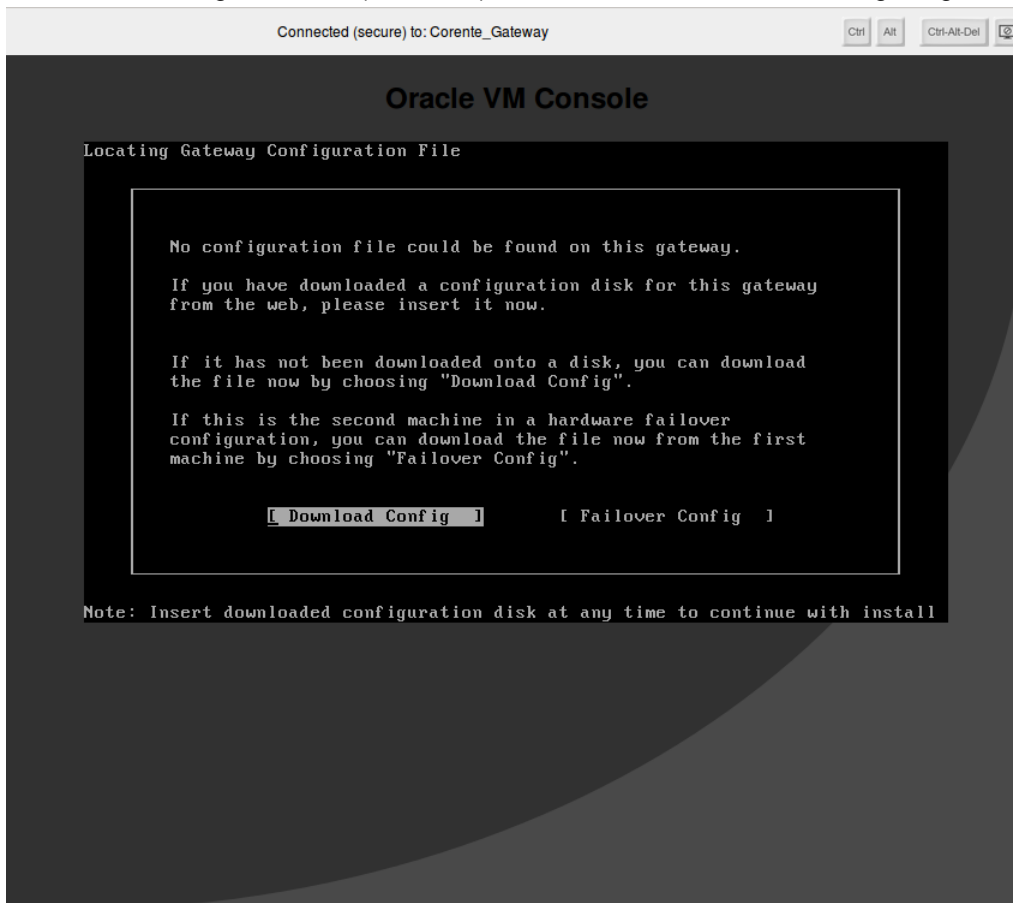 Connected (secure) to: Corente_Gateway
Ctrl
Alt
Ctrl-Alt-Del
Oracle VM Console
Locating Gateway Configuration File
No configuration file could be found on this gateway.
If you have downloaded a configuration disk for this gateway
from the web, please insert it now.
If it has not been downloaded onto a disk, you can download
the file now by choosing "Download Config".
If this is the second machine in a hardware failover
configuration, you can download the file now from the first
machine by choosing "Failover Config".
[ Download Config ] [ Failover Config ]
Note: Insert downloaded configuration disk at any time to continue with install